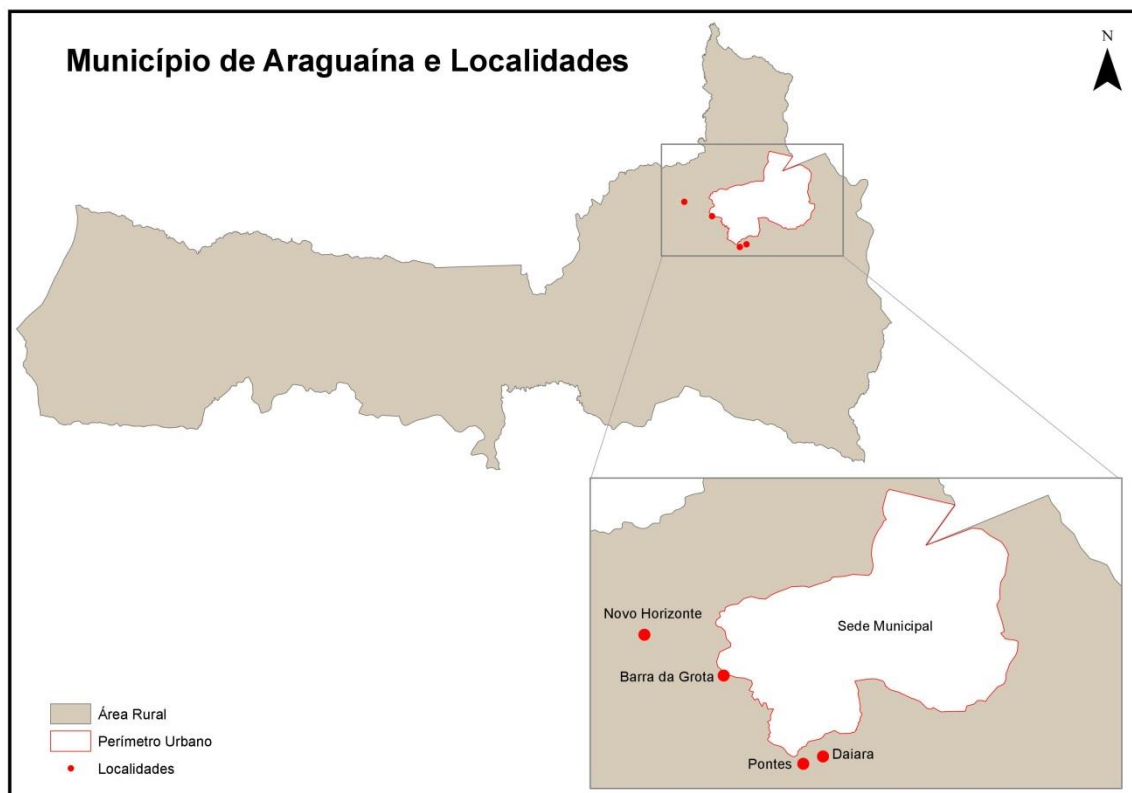 Município de Araguaína e Localidades
N
Novo Horizonte
Sede Municipal
Barra da Grota
Daiara
Pontes
Área Rural
Perímetro Urbano
Localidades